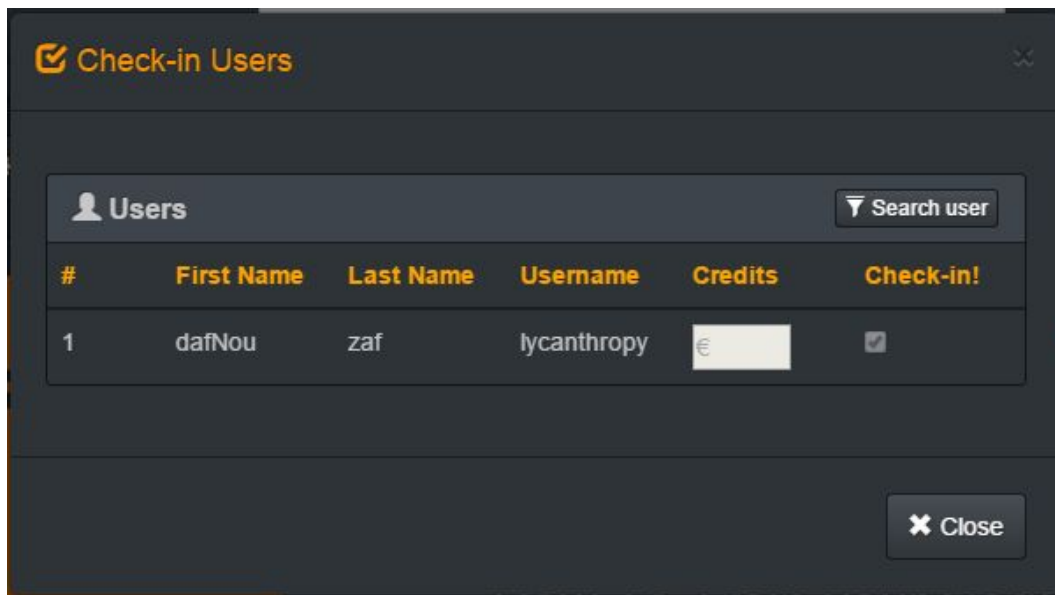 Check-in Users
Users
Search user
# First Name Last Name Username Credits Check-in!
1 dafNou zaf lycanthropy €
Close